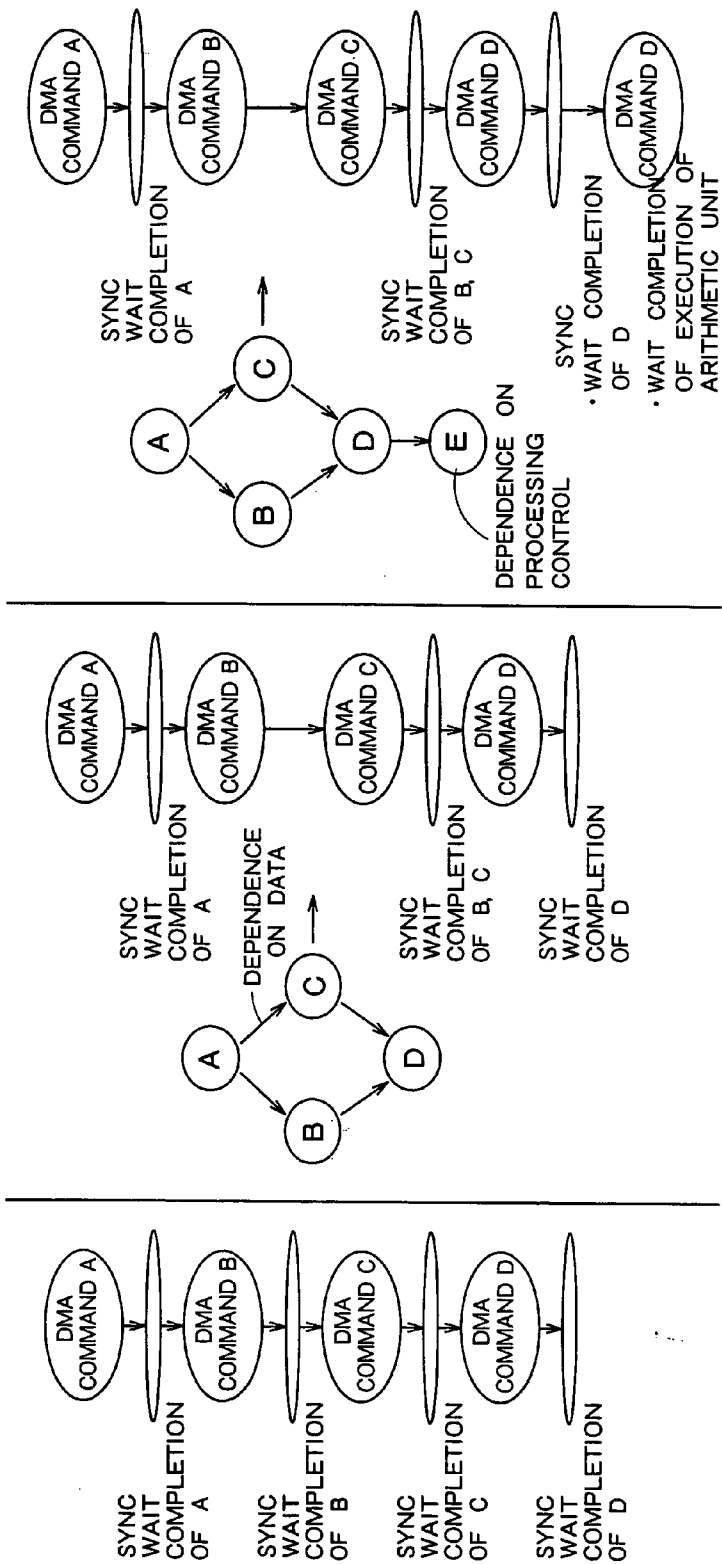 DMA
COMMAND A
SYNC
WAIT
COMPLETION
OF A
DMA
COMMAND B
SYNC
WAIT
COMPLETION
OF B
DMA
COMMAND C
SYNC
WAIT
COMPLETION
OF C
DMA
COMMAND D
SYNC
WAIT
COMPLETION
OF D
A
B
C
D
DEPENDENCE
ON DATA
DMA
COMMAND A
SYNC
WAIT
COMPLETION
OF A
DMA
COMMAND B
DMA
COMMAND C
SYNC
WAIT
COMPLETION
OF B, C
DMA
COMMAND D
SYNC
WAIT
COMPLETION
OF D
A
B
C
D
E
DEPENDENCE ON
PROCESSING
CONTROL
DMA
COMMAND A
SYNC
WAIT
COMPLETION
OF A
DMA
COMMAND B
DMA
COMMAND C
SYNC
WAIT
COMPLETION
OF B, C
DMA
COMMAND D
SYNC
· WAIT COMPLETION
OF D
· WAIT COMPLETION
OF EXECUTION OF
ARITHMETIC UNIT
DMA
COMMAND D